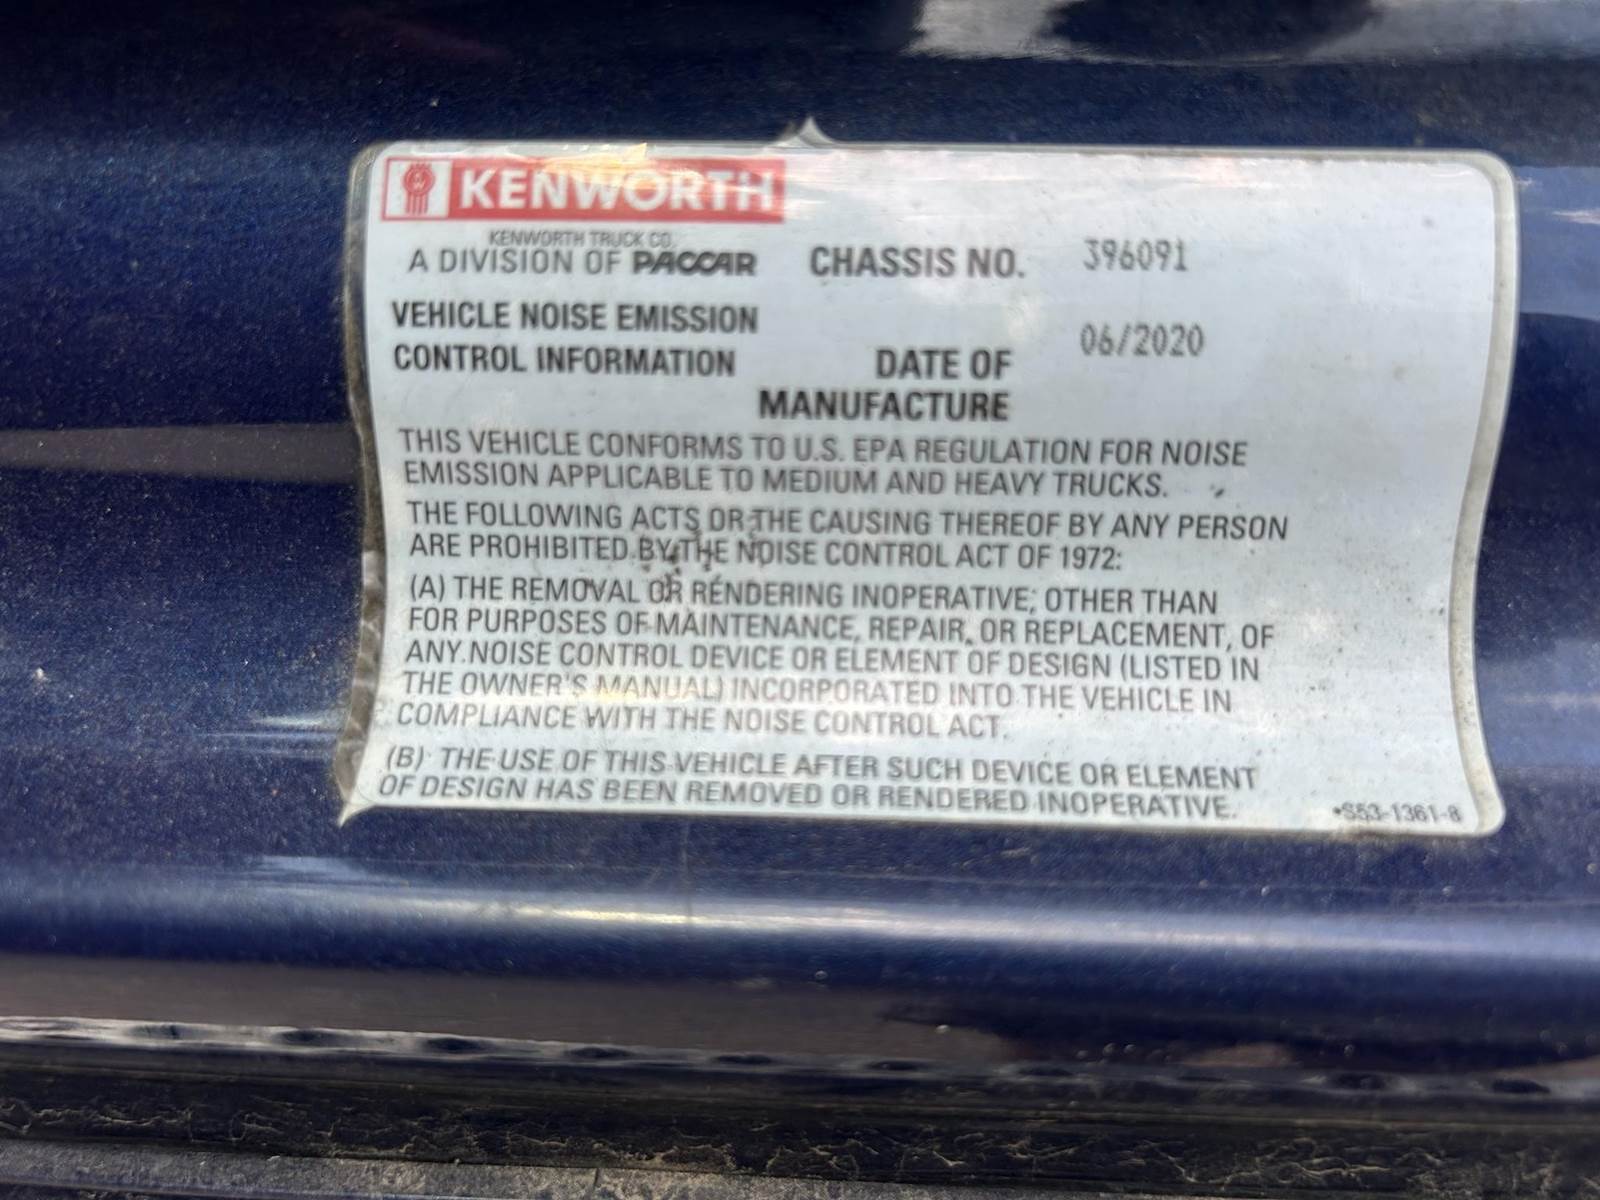 KENWORTH
KENWORTH TRUCK CO.
A DIVISION OF PACCAR
CHASSIS NO. 396091
VEHICLE NOISE EMISSION
CONTROL INFORMATION
DATE OF
MANUFACTURE
06/2020
THIS VEHICLE CONFORMS TO U.S. EPA REGULATION FOR NOISE
EMISSION APPLICABLE TO MEDIUM AND HEAVY TRUCKS.
THE FOLLOWING ACTS OR THE CAUSING THEREOF BY ANY PERSON
ARE PROHIBITED BY THE NOISE CONTROL ACT OF 1972:
(A) THE REMOVAL OR RENDERING INOPERATIVE, OTHER THAN
FOR PURPOSES OF MAINTENANCE, REPAIR, OR REPLACEMENT, OF
ANY NOISE CONTROL DEVICE OR ELEMENT OF DESIGN (LISTED IN
THE OWNER'S MANUAL) INCORPORATED INTO THE VEHICLE IN
COMPLIANCE WITH THE NOISE CONTROL ACT.
(B) THE USE OF THIS VEHICLE AFTER SUCH DEVICE OR ELEMENT
OF DESIGN HAS BEEN REMOVED OR RENDERED INOPERATIVE.
•S53-1361-8